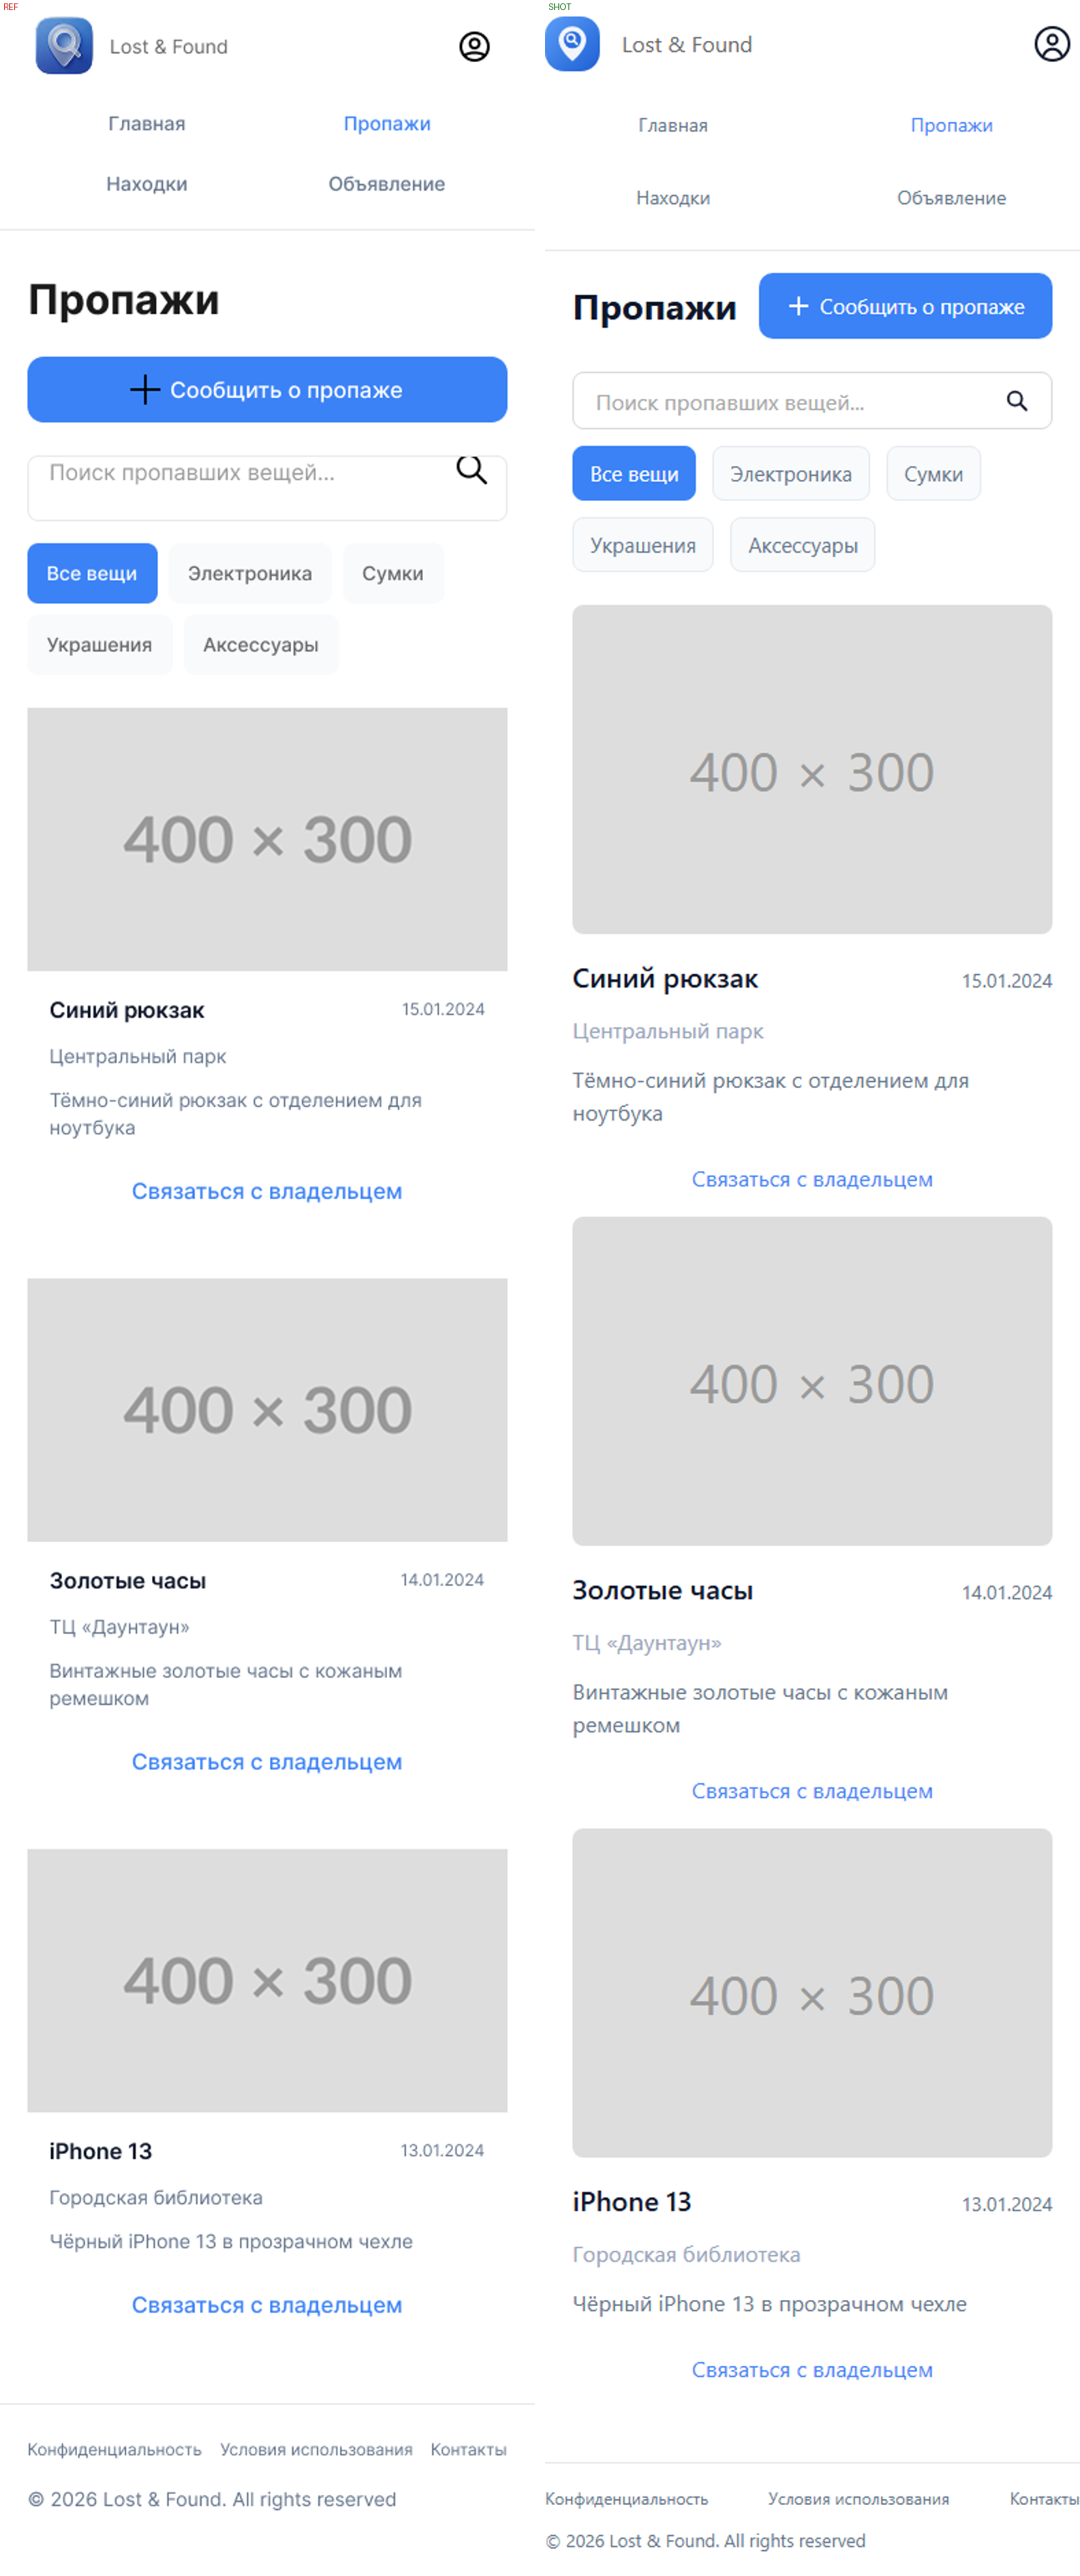 REF
Lost & Found
Главная
Пропажи
Находки
Объявление
Пропажи
Сообщить о пропаже
Поиск пропавших вещей...
Все вещи
Электроника
Сумки
Украшения
Аксессуары
400 × 300
Синий рюкзак
15.01.2024
Центральный парк
Тёмно-синий рюкзак с отделением для
ноутбука
Связаться с владельцем
400 × 300
Золотые часы
14.01.2024
ТЦ «Даунтаун»
Винтажные золотые часы с кожаным
ремешком
Связаться с владельцем
400 × 300
iPhone 13
13.01.2024
Городская библиотека
Чёрный iPhone 13 в прозрачном чехле
Связаться с владельцем
Конфиденциальность
Условия использования
Контакты
© 2026 Lost & Found. All rights reserved
SHOT
Lost & Found
Главная
Пропажи
Находки
Объявление
Пропажи
Сообщить о пропаже
Поиск пропавших вещей...
Все вещи
Электроника
Сумки
Украшения
Аксессуары
400 × 300
Синий рюкзак
15.01.2024
Центральный парк
Тёмно-синий рюкзак с отделением для
ноутбука
Связаться с владельцем
400 × 300
Золотые часы
14.01.2024
ТЦ «Даунтаун»
Винтажные золотые часы с кожаным
ремешком
Связаться с владельцем
400 × 300
iPhone 13
13.01.2024
Городская библиотека
Чёрный iPhone 13 в прозрачном чехле
Связаться с владельцем
Конфиденциальность
Условия использования
Контакты
© 2026 Lost & Found. All rights reserved